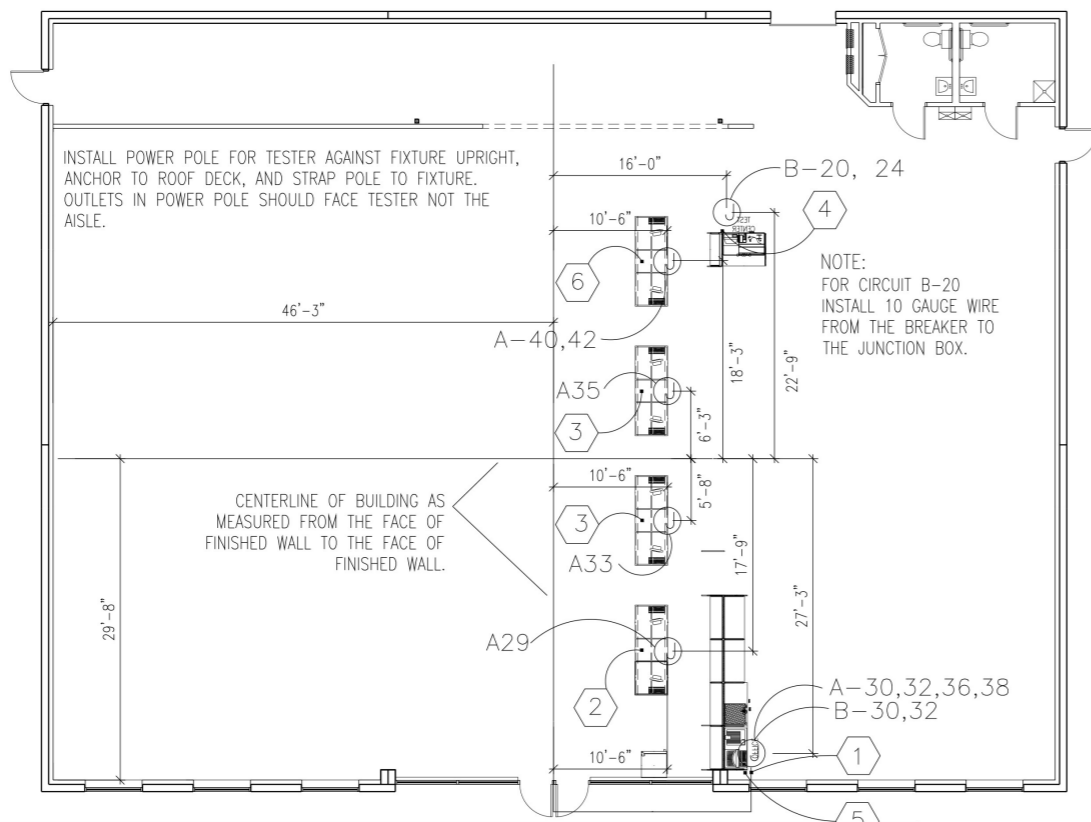 INSTALL POWER POLE FOR TESTER AGAINST FIXTURE UPRIGHT,
ANCHOR TO ROOF DECK, AND STRAP POLE TO FIXTURE.
OUTLETS IN POWER POLE SHOULD FACE TESTER NOT THE
AISLE.
16'-0"
B-20, 24
J
TEST
CENTER
4
10'-6"
NOTE:
FOR CIRCUIT B-20
INSTALL 10 GAUGE WIRE
FROM THE BREAKER TO
THE JUNCTION BOX.
6
J
46'-3"
A-40,42
18'-3"
22'-9"
A35
J
3
6'-3"
10'-6"
5'-8"
CENTERLINE OF BUILDING AS
MEASURED FROM THE FACE OF
FINISHED WALL TO THE FACE OF
FINISHED WALL.
3
J
A33
17'-9"
27'-3"
29'-8"
A29
J
2
A-30,32,36,38
B-30,32
J
1
10'-6"
5